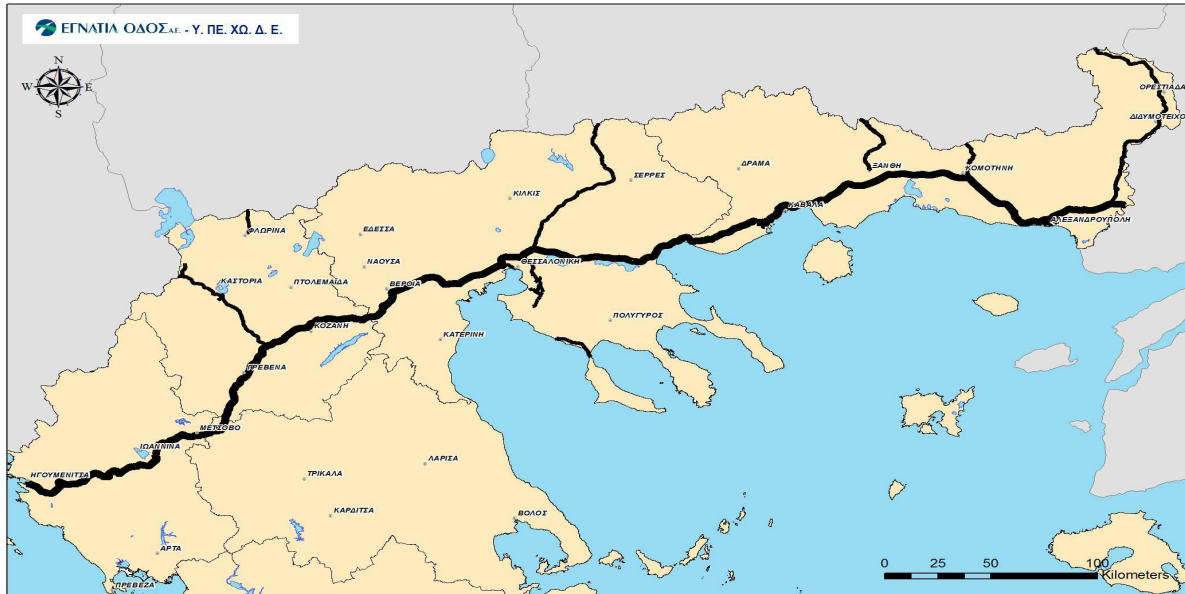 ΕΓΝΑΤΙΑ ΟΔΟΣ Α.Ε. - Υ. ΠΕ. ΧΩ. Δ. Ε.
N
W E
S
ΟΡΕΣΤΙΑΔΑ
ΔΙΔΥΜΟΤΕΙΧΟ
ΞΑΝΘΗ
ΚΟΜΟΤΗΝΗ
ΔΡΑΜΑ
ΣΕΡΡΕΣ
ΚΙΛΚΙΣ
ΚΑΒΑΛΑ
ΑΛΕΞΑΝΔΡΟΥΠΟΛΗ
ΦΛΩΡΙΝΑ
ΕΔΕΣΣΑ
ΝΑΟΥΣΑ
ΘΕΣΣΑΛΟΝΙΚΗ
ΚΑΣΤΟΡΙΑ
ΠΤΟΛΕΜΑΪΔΑ
ΒΕΡΟΙΑ
ΠΟΛΥΓΥΡΟΣ
ΚΟΖΑΝΗ
ΚΑΤΕΡΙΝΗ
ΓΡΕΒΕΝΑ
ΜΕΤΣΟΒΟ
ΙΩΑΝΝΙΝΑ
ΗΓΟΥΜΕΝΙΤΣΑ
ΛΑΡΙΣΑ
ΤΡΙΚΑΛΑ
ΚΑΡΔΙΤΣΑ
ΒΟΛΟΣ
ΑΡΤΑ
ΠΡΕΒΕΖΑ
0 25 50 100
Kilometers